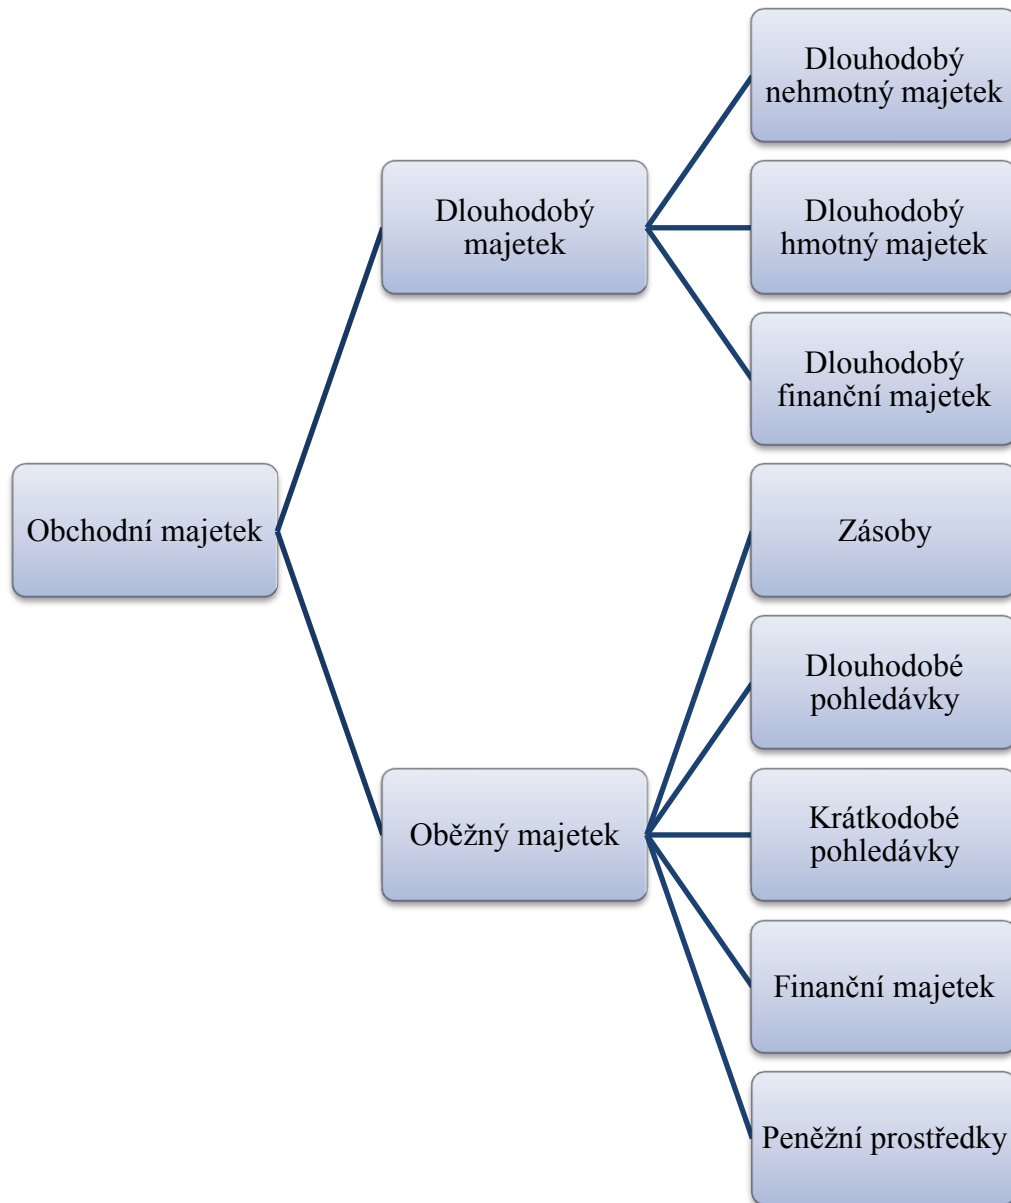 Dlouhodobý
nehmotný majetek
Dlouhodobý
majetek
Dlouhodobý
hmotný majetek
Dlouhodobý
finanční majetek
Obchodní majetek
Zásoby
Dlouhodobé
pohledávky
Oběžný majetek
Krátkodobé
pohledávky
Finanční majetek
Peněžní prostředky